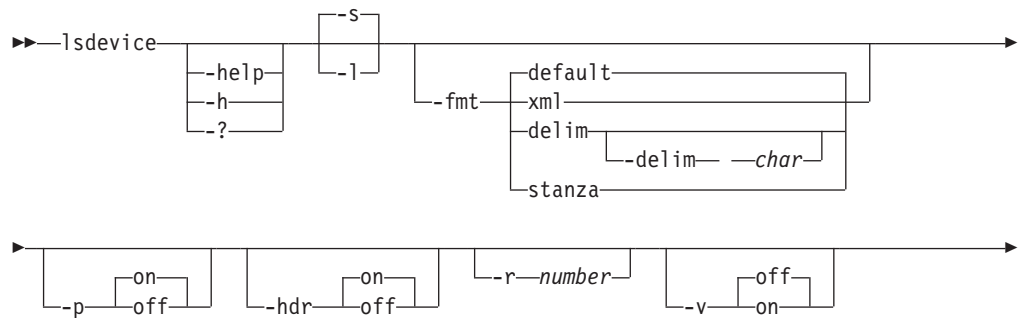 -s
lsdevice
-help
-l
default
-h
-fmt
xml
-?
delim
-delim char
stanza
on
on
off
-p
off
-hdr
off
-r number
-v
on